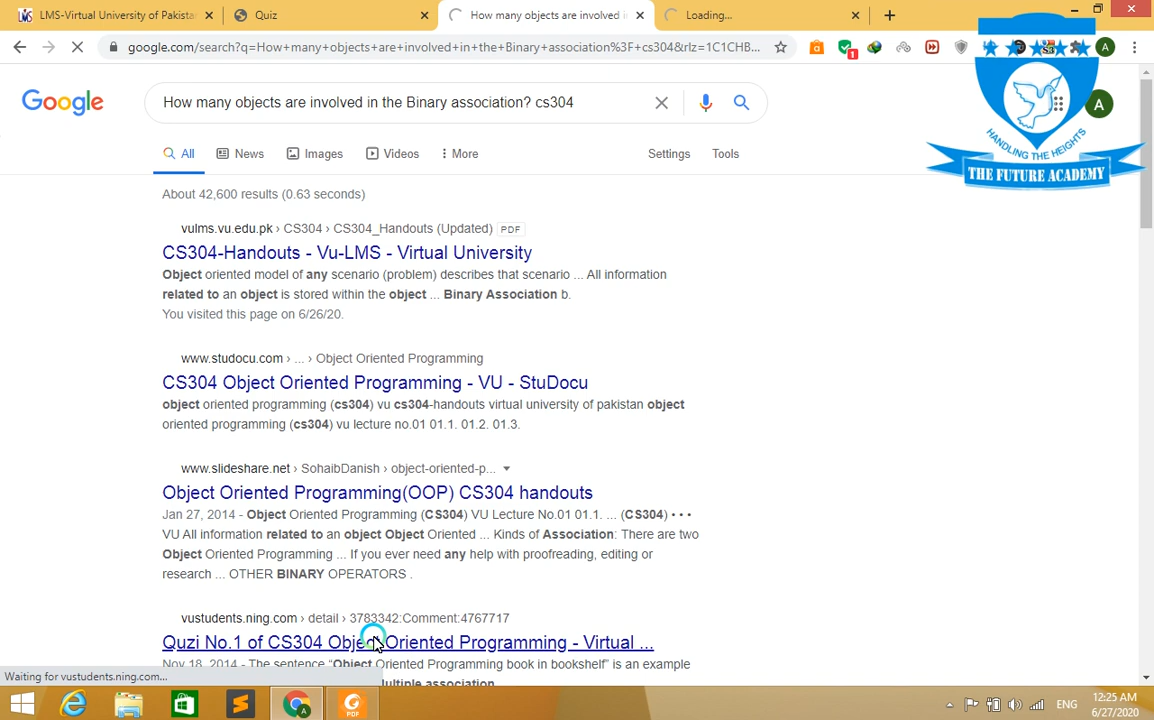 LMS-Virtual University of Pakista
Quiz
How many objects are involved in
Loading...
google.com/search?q=How+many+objects+are+involved+in+the+Binary+association%3F+cs304&rlz=1C1CHB...
1
A
Google
How many objects are involved in the Binary association? cs304
A
HANDLING THE HEIGHTS
THE FUTURE ACADEMY
All
News
Images
Videos
More
Settings
Tools
About 42,600 results (0.63 seconds)
vulms.vu.edu.pk › CS304 › CS304_Handouts (Updated) PDF
CS304-Handouts - Vu-LMS - Virtual University
Object oriented model of any scenario (problem) describes that scenario ... All information
related to an object is stored within the object ... Binary Association b.
You visited this page on 6/26/20.
www.studocu.com › ... › Object Oriented Programming
CS304 Object Oriented Programming - VU - StuDocu
object oriented programming (cs304) vu cs304-handouts virtual university of pakistan object
oriented programming (cs304) vu lecture no.01 01.1. 01.2. 01.3.
www.slideshare.net › SohaibDanish › object-oriented-p...
Object Oriented Programming(OOP) CS304 handouts
Jan 27, 2014 - Object Oriented Programming (CS304) VU Lecture No.01 01.1. ... (CS304) • • •
VU All information related to an object Object Oriented ... Kinds of Association: There are two
Object Oriented Programming ... If you ever need any help with proofreading, editing or
research ... OTHER BINARY OPERATORS .
vustudents.ning.com › detail › 3783342:Comment:4767717
Quzi No.1 of CS304 Object Oriented Programming - Virtual ...
Nov 18, 2014 - The sentence “Object Oriented Programming book in bookshelf” is an example
Multiple association
Waiting for vustudents.ning.com...
PDF
ENG
12:25 AM
6/27/2020